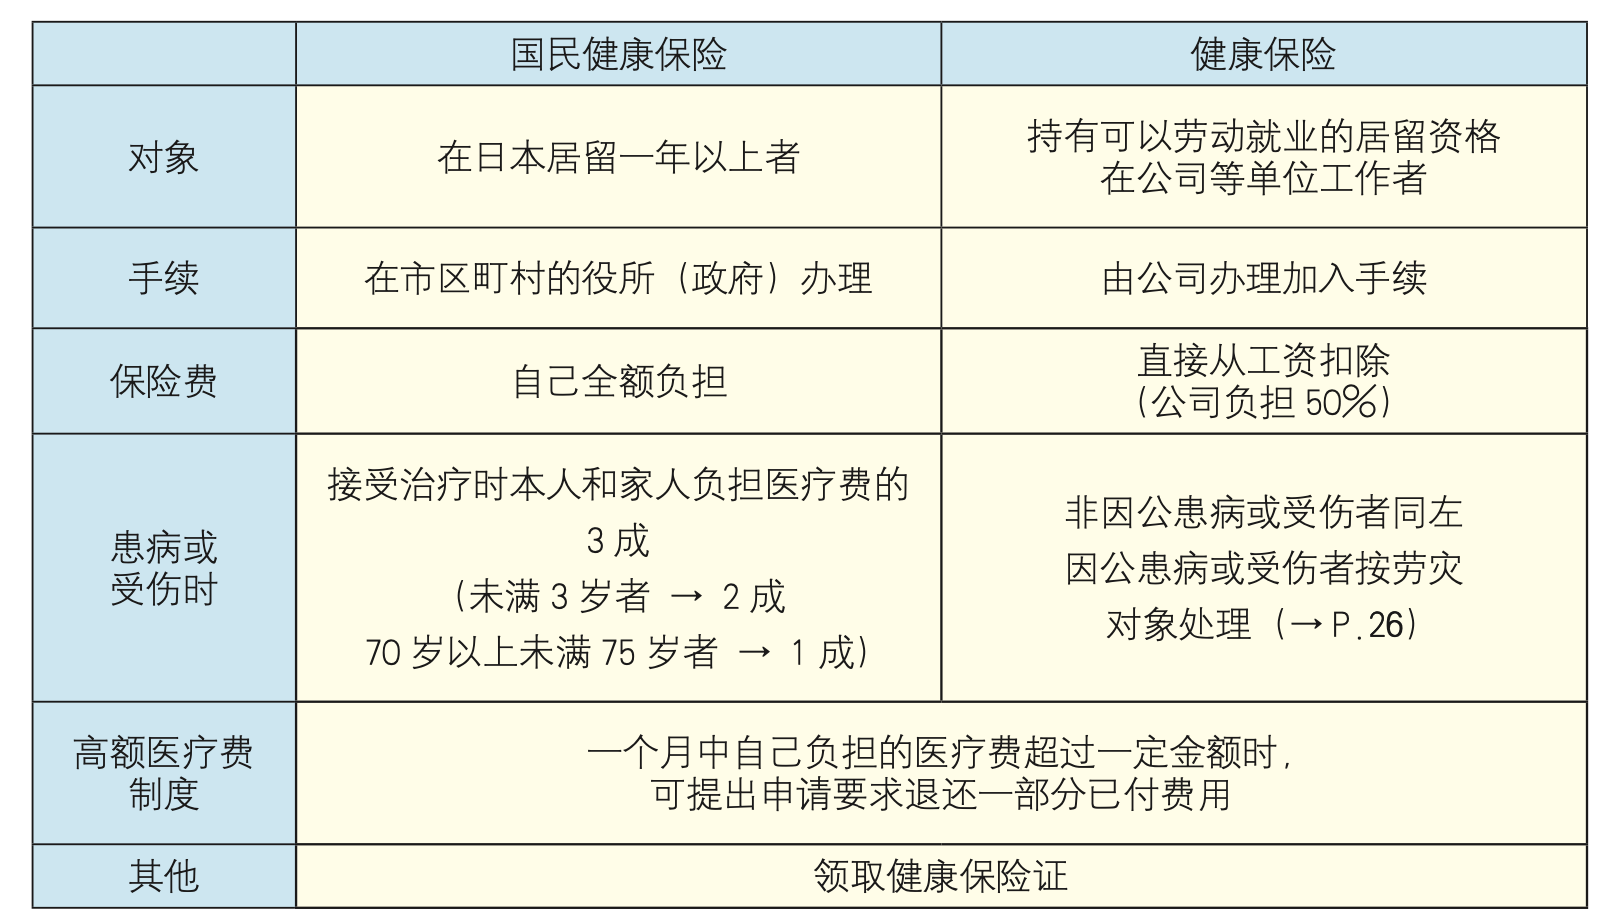 国民健康保险
健康保险
对象
在日本居留一年以上者
持有可以劳动就业的居留资格
在公司等单位工作者
手续
在市区町村的役所（政府）办理
由公司办理加入手续
保险费
自己全额负担
直接从工资扣除
(公司负担 50%)
患病或
受伤时
接受治疗时本人和家人负担医疗费的
3 成
(未满 3 岁者 → 2 成
70 岁以上未满 75 岁者 → 1 成)
非因公患病或受伤者同左
因公患病或受伤者按劳灾
对象处理（→P.26）
高额医疗费
制度
一个月中自己负担的医疗费超过一定金额时,
可提出申请要求退还一部分已付费用
其他
领取健康保险证